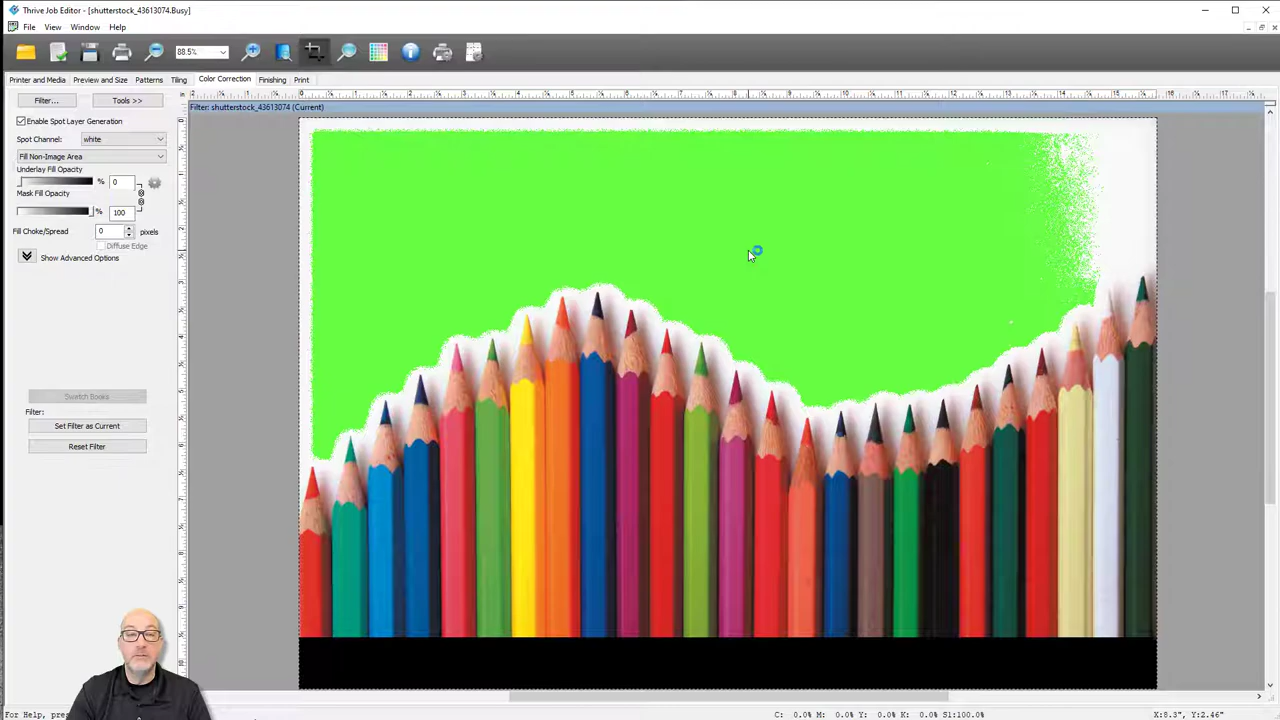 Thrive Job Editor - [shutterstock_43613074.Busy]
File View Window Help
88.5%
Printer and Media Preview and Size Patterns Tiling Color Correction Finishing Print
Filter... Tools >>
Filter: shutterstock_43613074 (Current)
Enable Spot Layer Generation
Spot Channel: white
Fill Non-Image Area
Underlay Fill Opacity
% 0
Mask Fill Opacity
% 100
Fill Choke/Spread 0 pixels
Diffuse Edge
Show Advanced Options
Swatch Books
Filter:
Set Filter as Current
Reset Filter
For Help, pres
C: 0.0% M: 0.0% Y: 0.0% K: 0.0% S1:100.0%
X:8.3", Y:2.46"